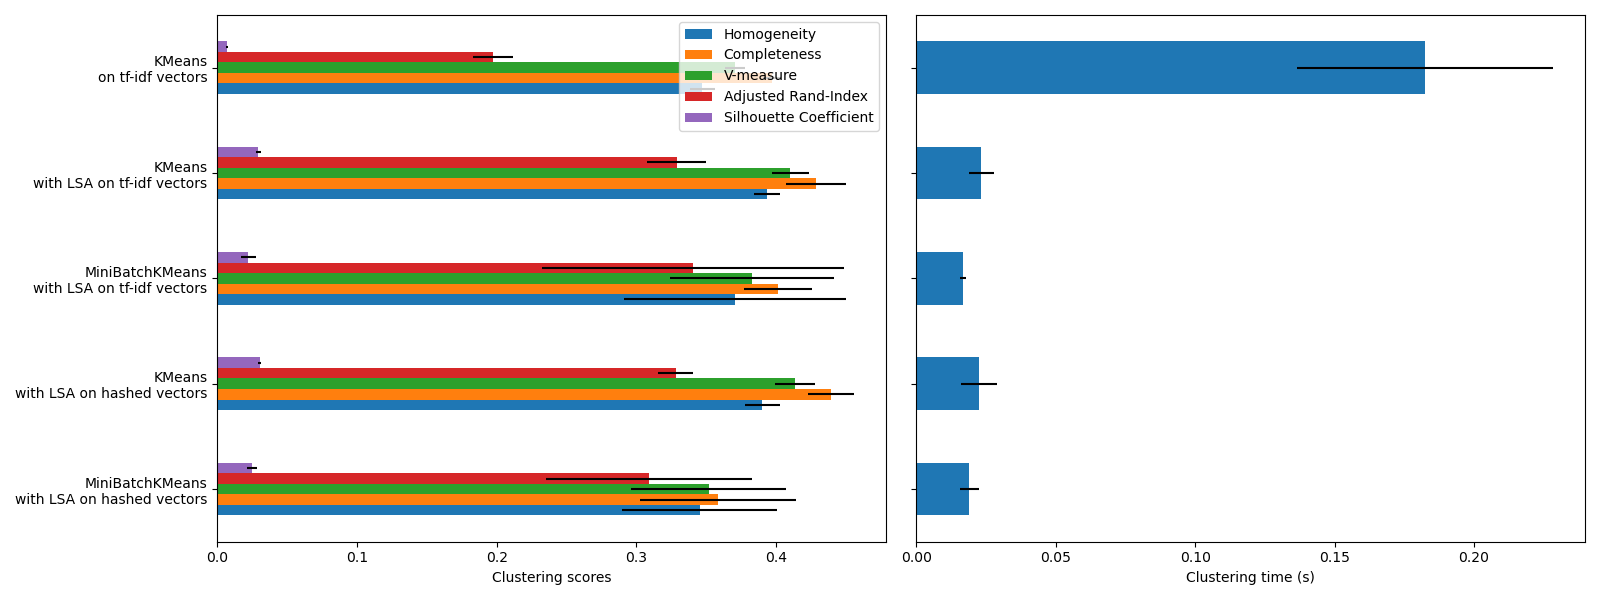 KMeans
on tf-idf vectors
KMeans
with LSA on tf-idf vectors
MiniBatchKMeans
with LSA on tf-idf vectors
KMeans
with LSA on hashed vectors
MiniBatchKMeans
with LSA on hashed vectors
Homogeneity
Completeness
V-measure
Adjusted Rand-Index
Silhouette Coefficient
0.0 0.1 0.2 0.3 0.4
Clustering scores
0.00 0.05 0.10 0.15 0.20
Clustering time (s)